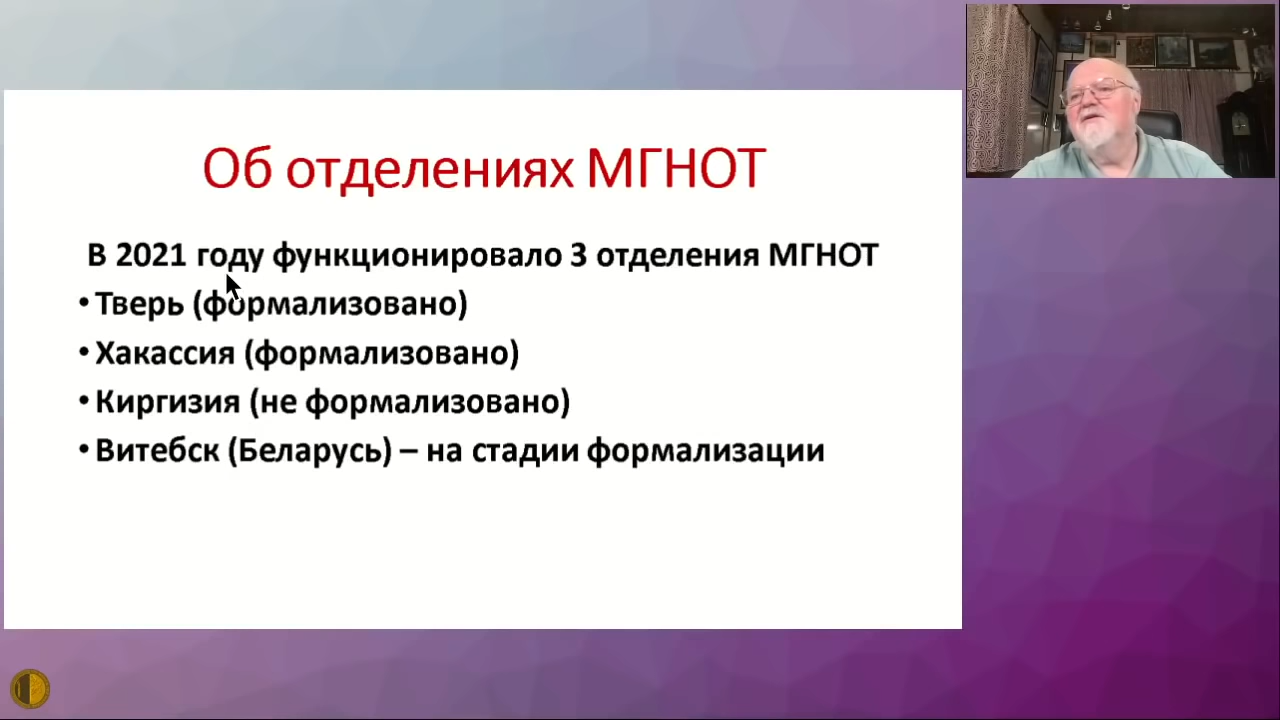 Об отделениях МГНОТ
В 2021 году функционировало 3 отделения МГНОТ
• Тверь (формализовано)
• Хакассия (формализовано)
• Киргизия (не формализовано)
• Витебск (Беларусь) – на стадии формализации